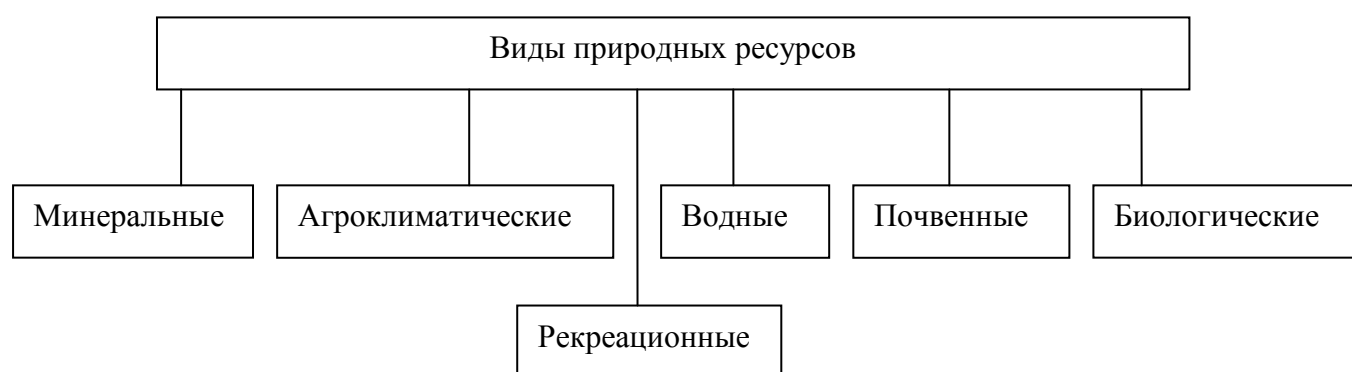 Виды природных ресурсов
Минеральные
Агроклиматические
Водные
Почвенные
Биологические
Рекреационные